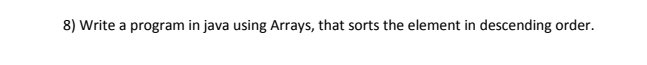 8) Write a program in java using Arrays, that sorts the element in descending order.